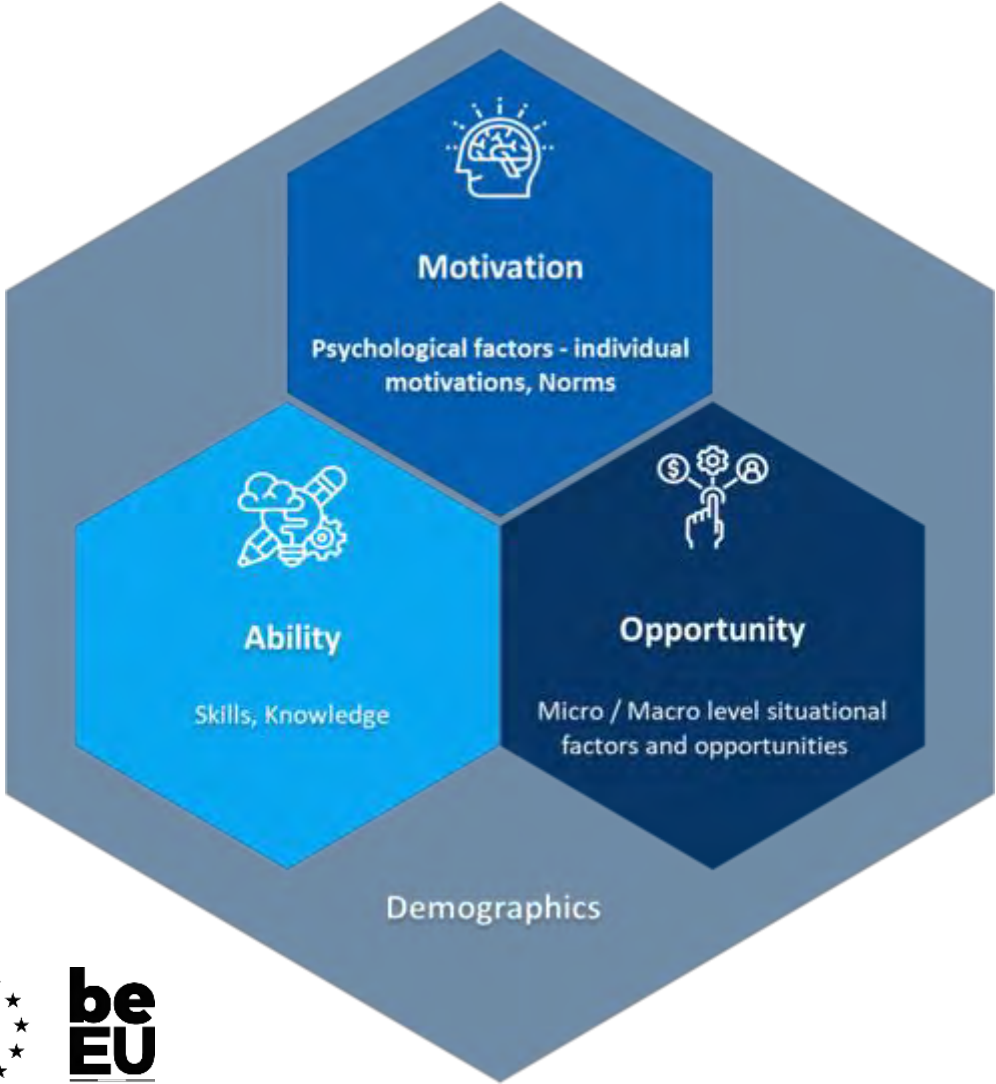 Motivation
Psychological factors - individual
motivations, Norms
Ability
Skills, Knowledge
Opportunity
Micro / Macro level situational
factors and opportunities
Demographics
be
EU